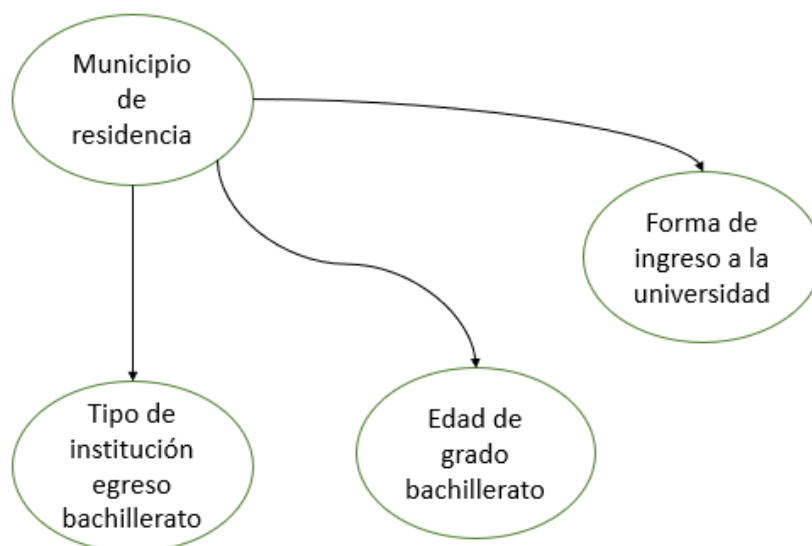 Municipio
de
residencia
Forma de
ingreso a la
universidad
Tipo de
institución
egreso
bachillerato
Edad de
grado
bachillerato